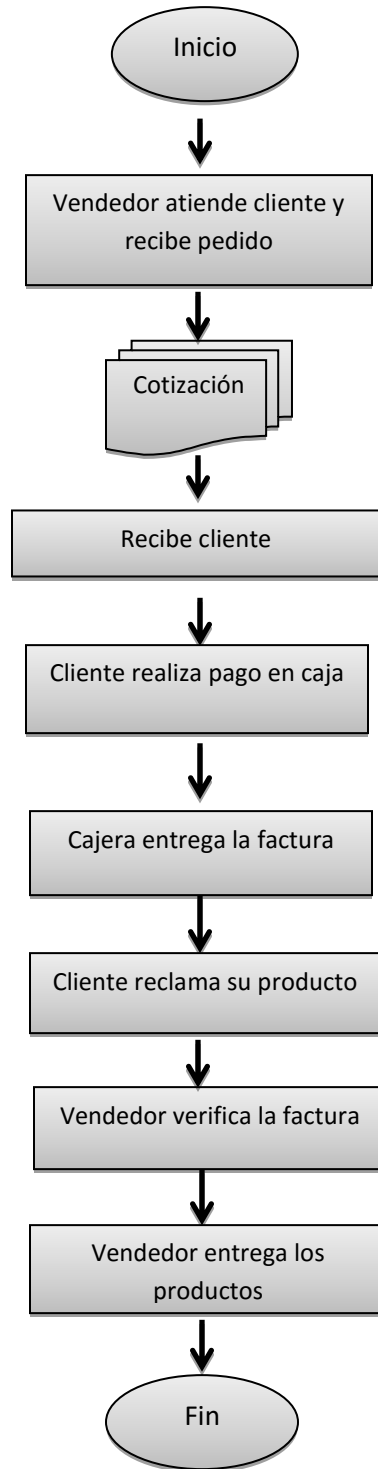 Inicio
Vendedor atiende cliente y
recibe pedido
Cotización
Recibe cliente
Cliente realiza pago en caja
Cajera entrega la factura
Cliente reclama su producto
Vendedor verifica la factura
Vendedor entrega los
productos
Fin